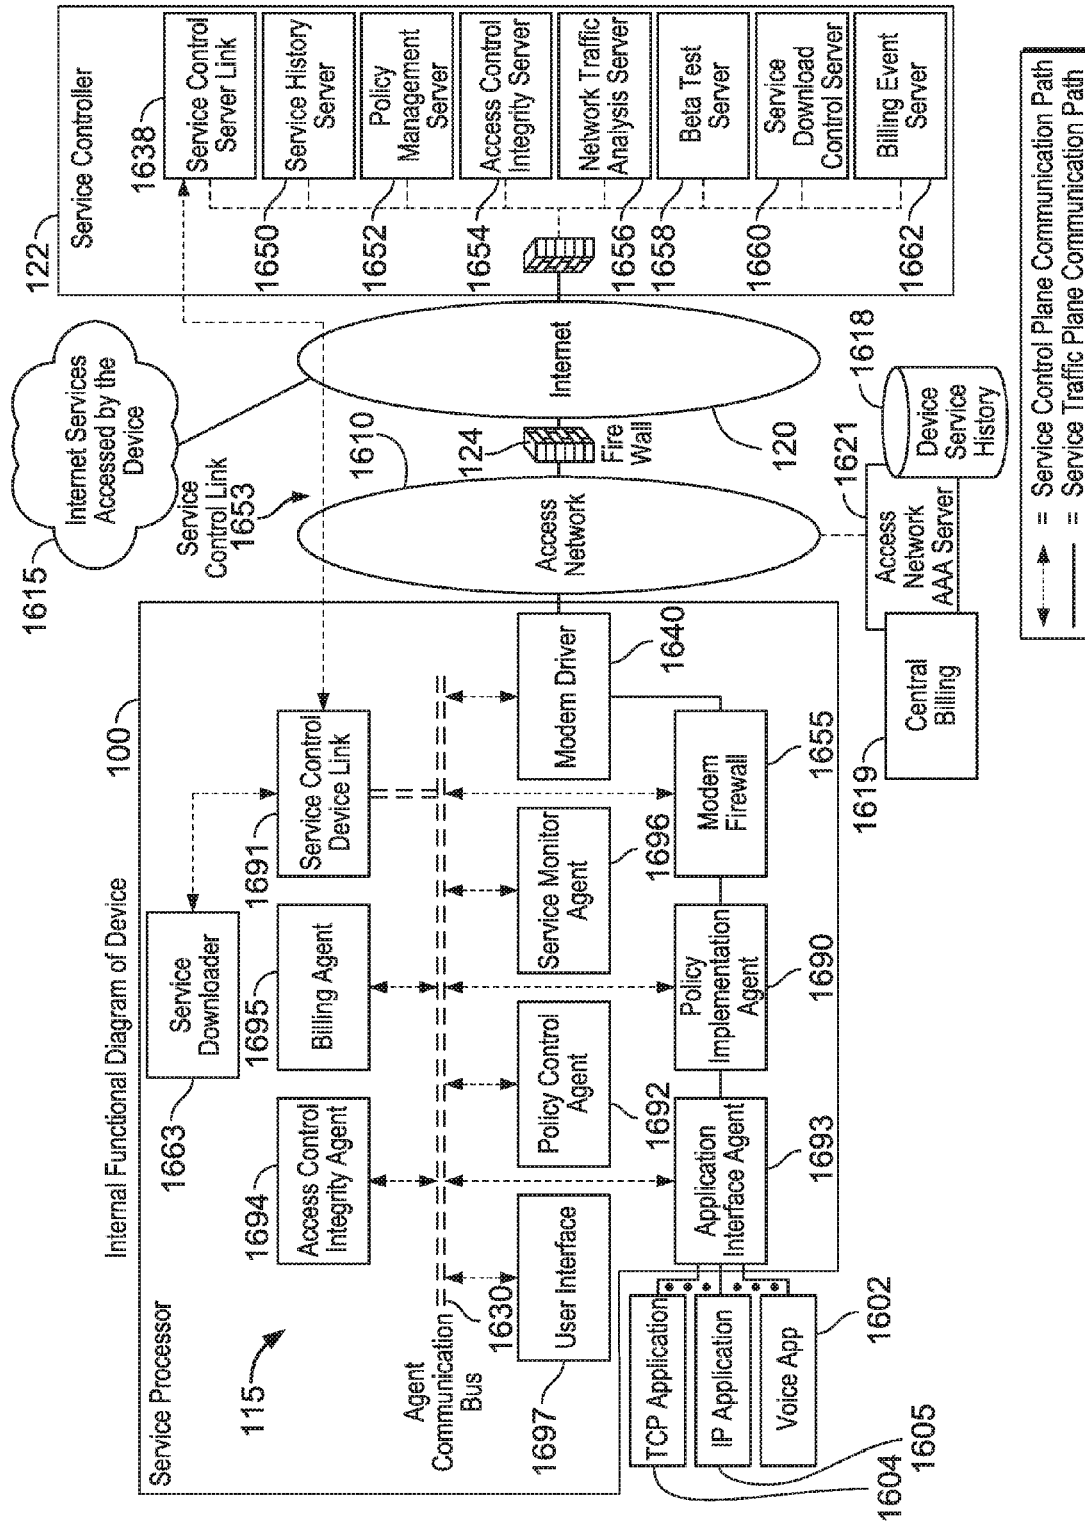 Internal Functional Diagram of Device
100
Service Processor
115
1663
Service
Downloader
1694
Access Control
Integrity Agent
1695
Billing Agent
1691
Service Control
Device Link
Agent
Communication
Bus
1630
User Interface
1697
Policy Control
Agent
1692
Service Monitor
Agent
1696
Modem Driver
1640
Application
Interface Agent
1693
Policy
Implementation
Agent
1690
Modem
Firewall
1655
TCP Application
1604
IP Application
1605
Voice App
1602
1615
Internet Services
Accessed by the
Device
Service
Control Link
1653
1610
Access
Network
124
Fire
Wall
Internet
120
1621
Access
Network
AAA Server
1618
Device
Service
History
1619
Central
Billing
122
Service Controller
1638
Service Control
Server Link
1650
Service History
Server
1652
Policy
Management
Server
1654
Access Control
Integrity Server
1656
Network Traffic
Analysis Server
1658
Beta Test
Server
1660
Service
Download
Control Server
1662
Billing Event
Server
= Service Control Plane Communication Path
= Service Traffic Plane Communication Path